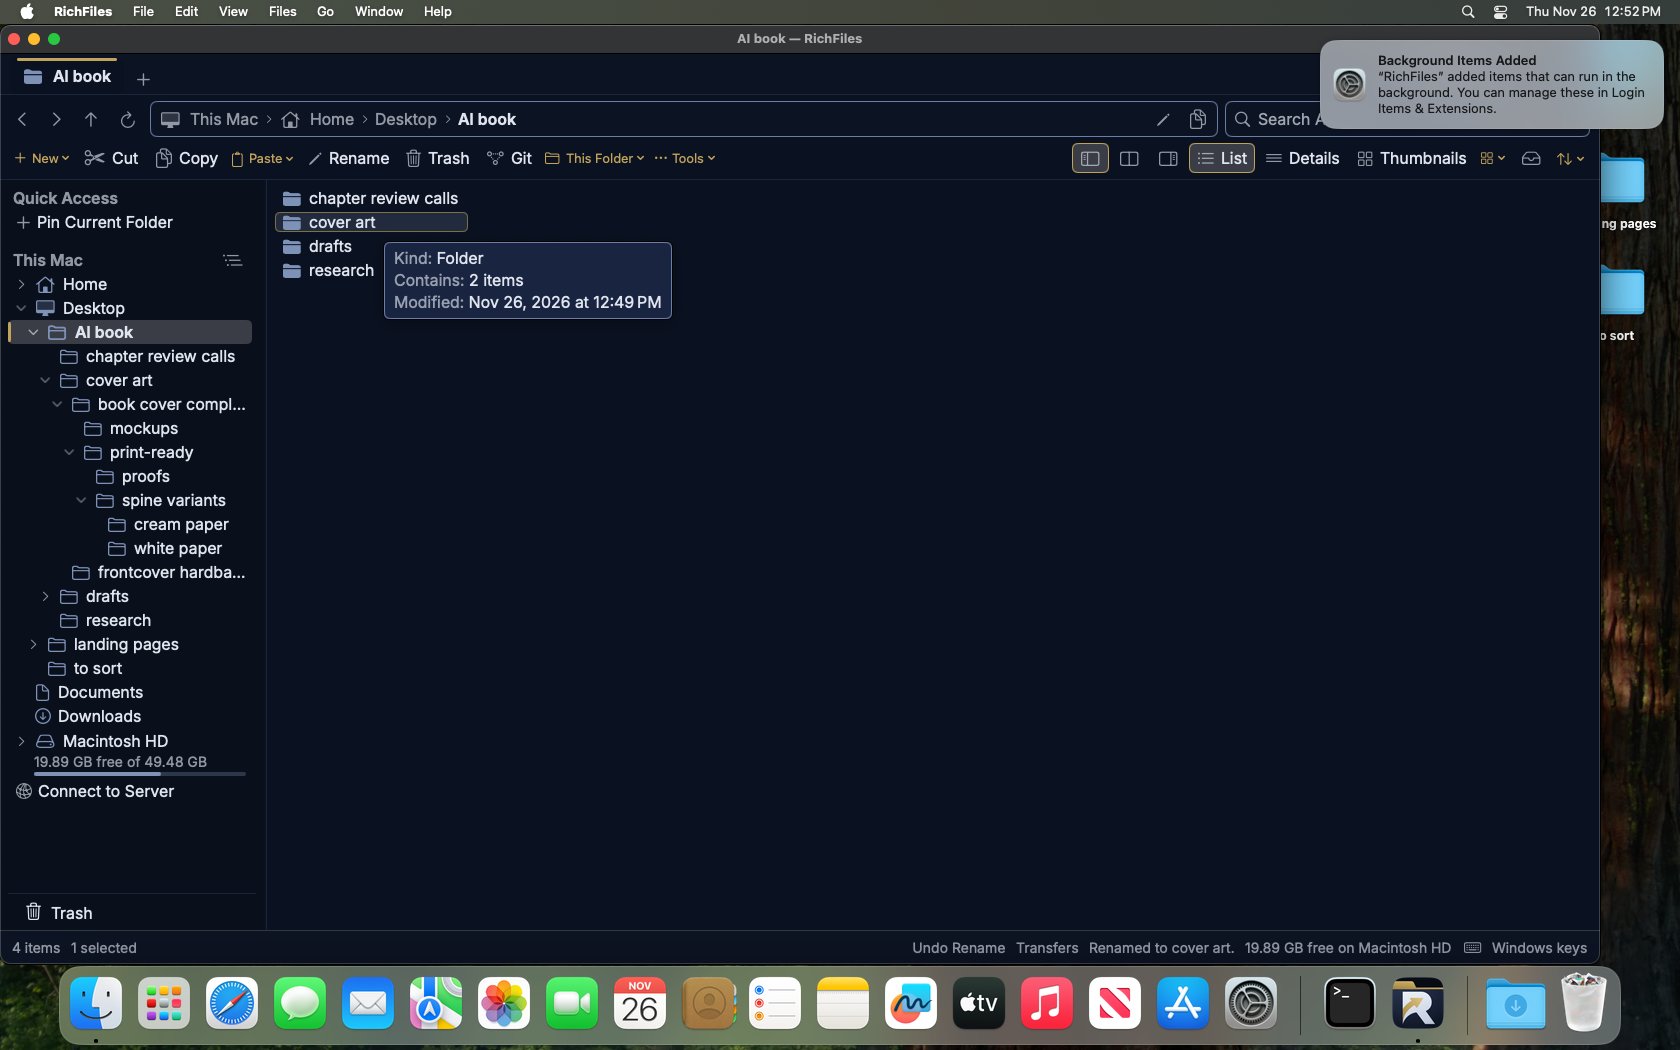 RichFiles File Edit View Files Go Window Help
Thu Nov 26 12:52 PM
AI book — RichFiles
Background Items Added
"RichFiles" added items that can run in the
background. You can manage these in Login
Items & Extensions.
AI book
This Mac Home Desktop AI book
Search
New Cut Copy Paste Rename Trash Git This Folder Tools
List Details Thumbnails
Quick Access
Pin Current Folder
This Mac
Home
Desktop
AI book
chapter review calls
cover art
book cover compl...
mockups
print-ready
proofs
spine variants
cream paper
white paper
frontcover hardba...
drafts
research
landing pages
to sort
Documents
Downloads
Macintosh HD
19.89 GB free of 49.48 GB
Connect to Server
Trash
chapter review calls
cover art
drafts
research
Kind: Folder
Contains: 2 items
Modified: Nov 26, 2026 at 12:49 PM
ng pages
o sort
4 items 1 selected
Undo Rename Transfers Renamed to cover art. 19.89 GB free on Macintosh HD Windows keys
NOV
26
tv
>_